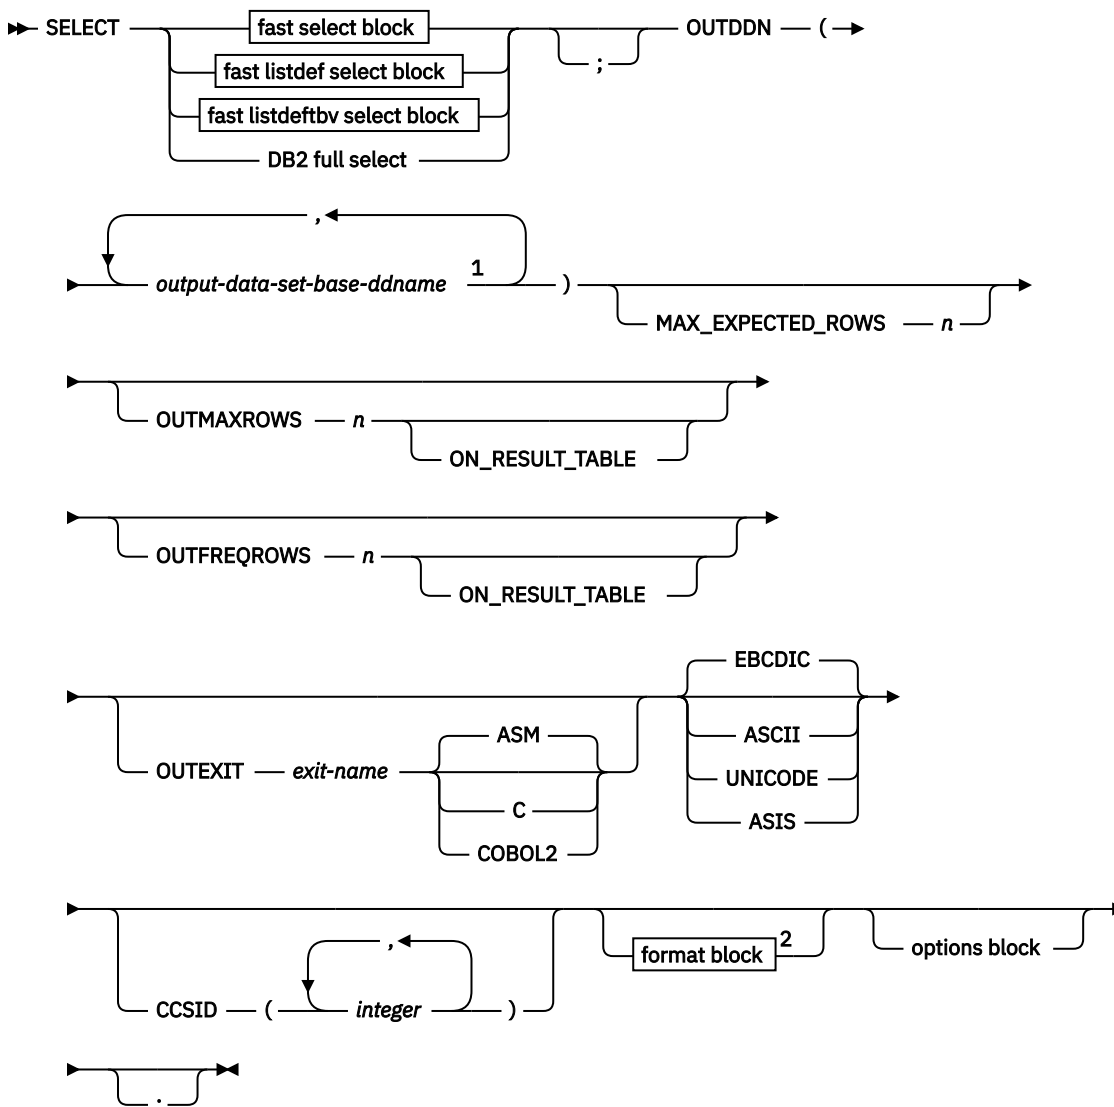 SELECT
fast select block
fast listdef select block
fast listdeftbv select block
DB2 full select
;
OUTDDN (
,
output-data-set-base-ddname 1 )
MAX_EXPECTED_ROWS n
OUTMAXROWS n
ON_RESULT_TABLE
OUTFREQROWS n
ON_RESULT_TABLE
OUTEXIT exit-name
ASM
C
COBOL2
EBCDIC
ASCII
UNICODE
ASIS
CCSID (
,
integer )
format block 2
options block
.